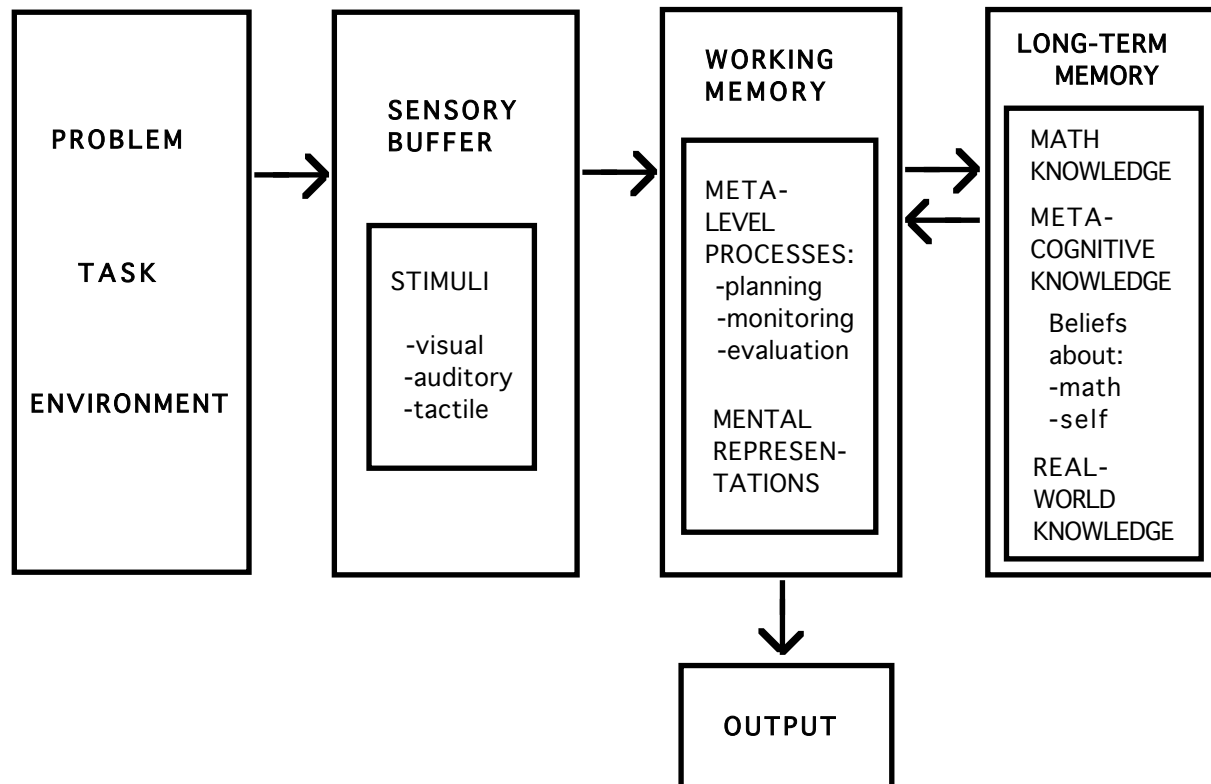 PROBLEM
TASK
ENVIRONMENT
SENSORY
BUFFER
STIMULI
-visual
-auditory
-tactile
WORKING
MEMORY
META-
LEVEL
PROCESSES:
-planning
-monitoring
-evaluation
MENTAL
REPRESEN-
TATIONS
LONG-TERM
MEMORY
MATH
KNOWLEDGE
META-
COGNITIVE
KNOWLEDGE
Beliefs
about:
-math
-self
REAL-
WORLD
KNOWLEDGE
OUTPUT